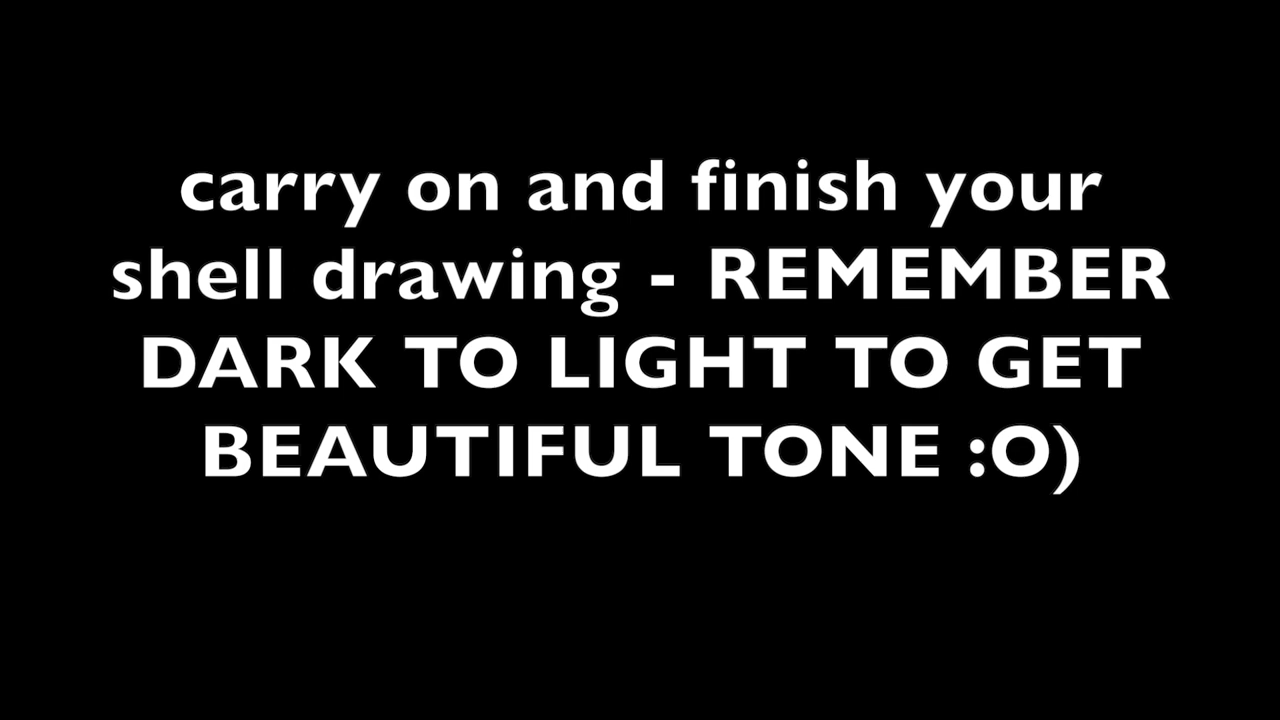 carry on and finish your
shell drawing - REMEMBER
DARK TO LIGHT TO GET
BEAUTIFUL TONE :O)